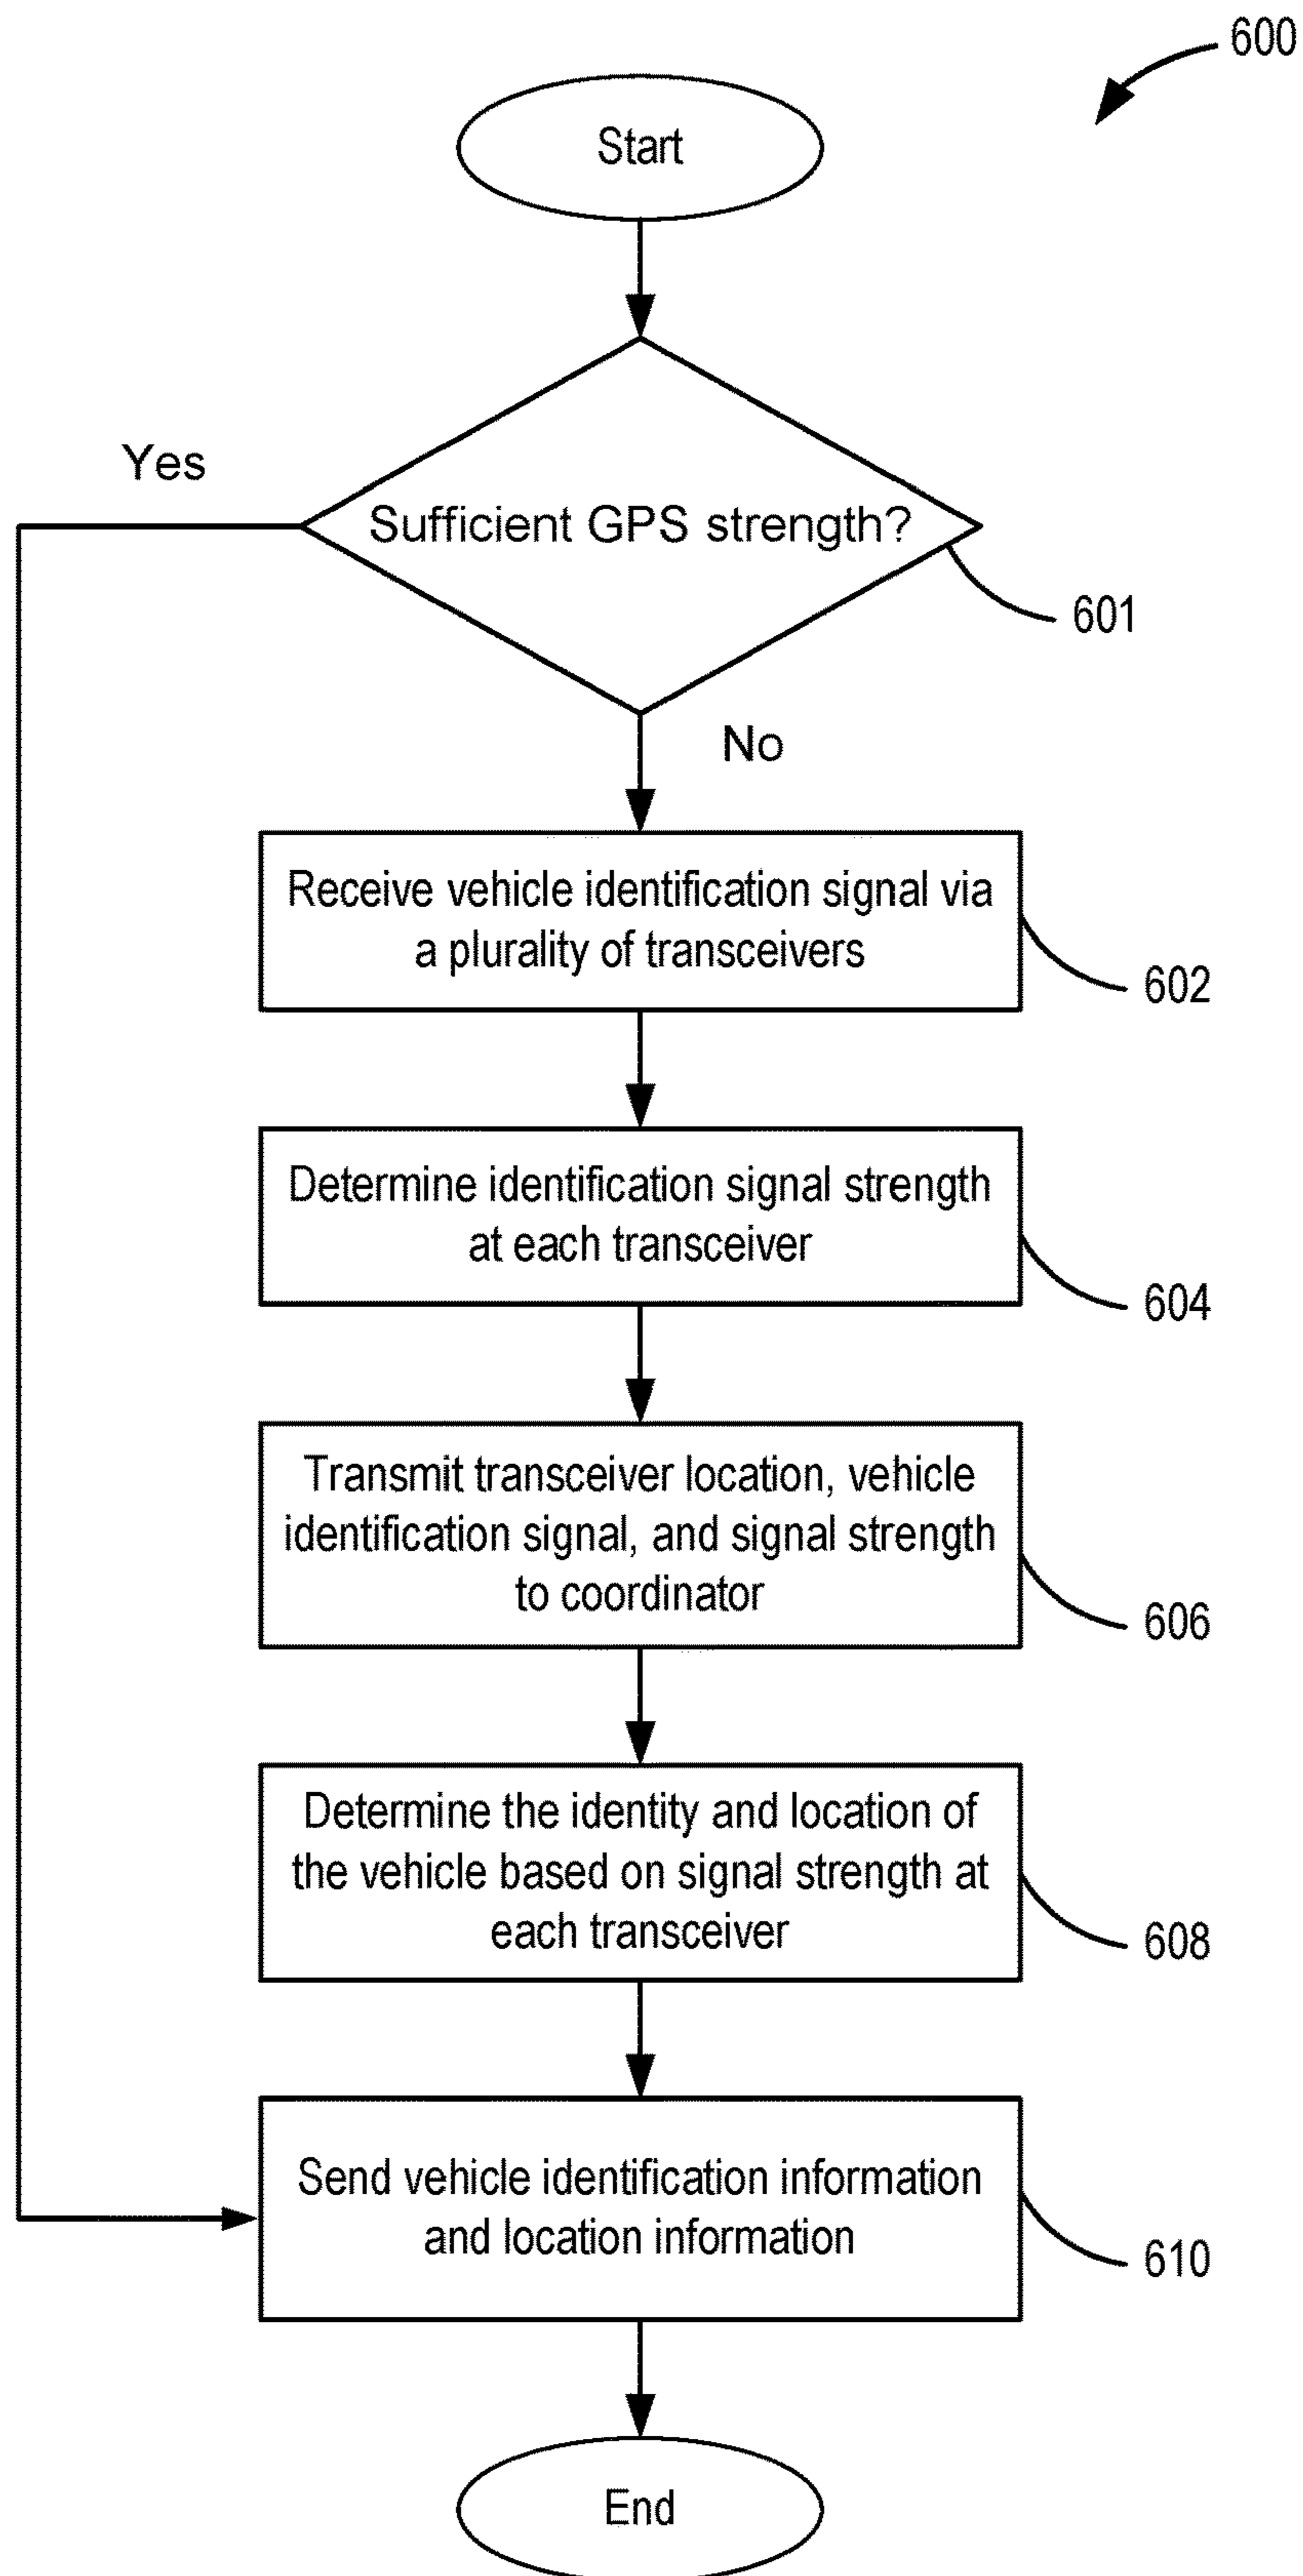 600
Start
Yes
Sufficient GPS strength?
601
No
Receive vehicle identification signal via
a plurality of transceivers
602
Determine identification signal strength
at each transceiver
604
Transmit transceiver location, vehicle
identification signal, and signal strength
to coordinator
606
Determine the identity and location of
the vehicle based on signal strength at
each transceiver
608
Send vehicle identification information
and location information
610
End